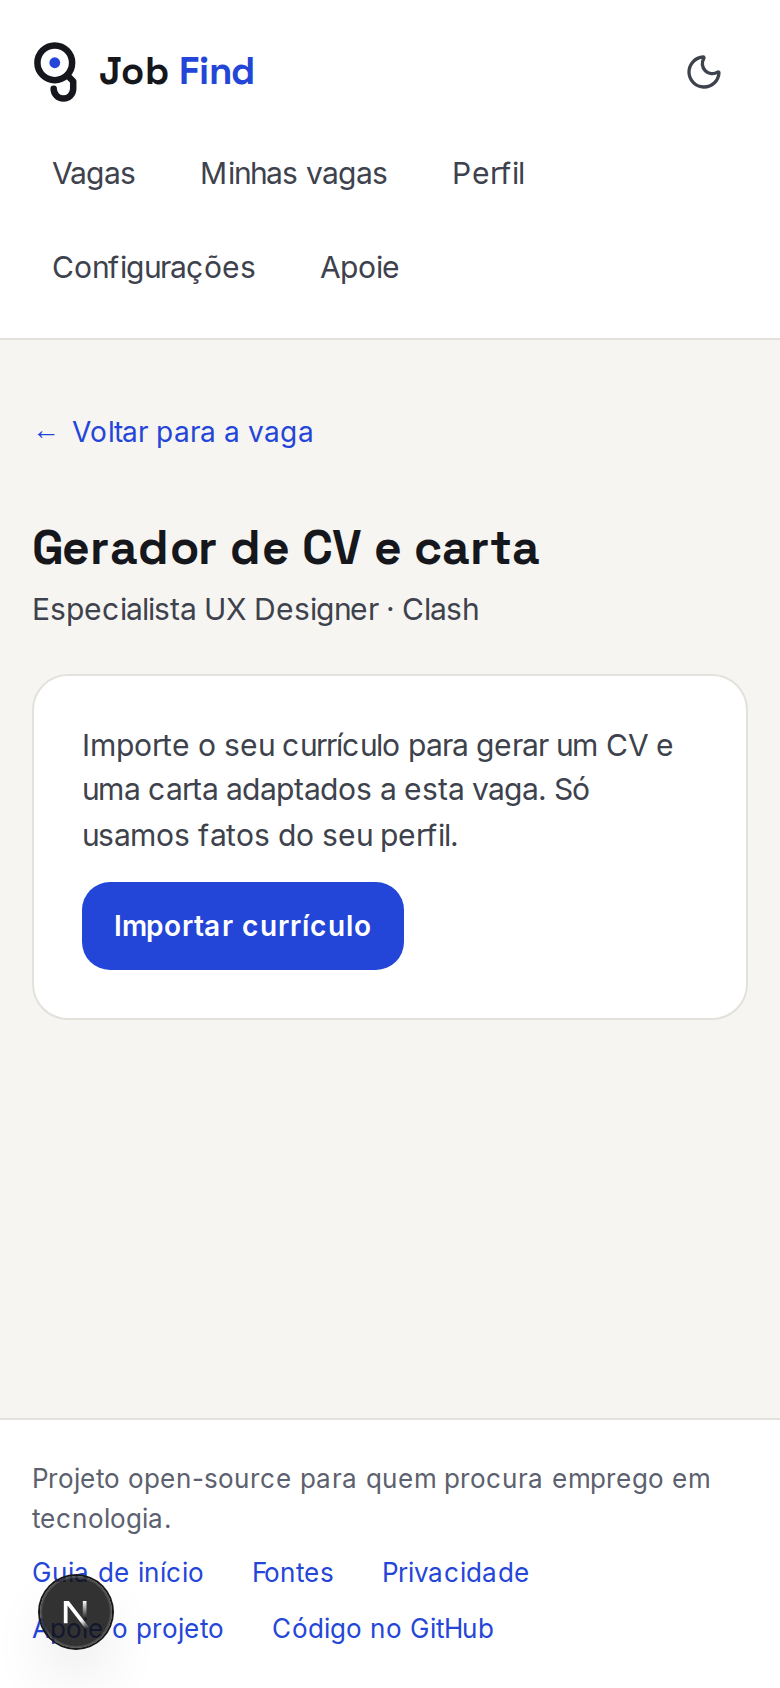 Job Find
Vagas Minhas vagas Perfil
Configurações Apoie
← Voltar para a vaga
Gerador de CV e carta
Especialista UX Designer · Clash
Importe o seu currículo para gerar um CV e
uma carta adaptados a esta vaga. Só
usamos fatos do seu perfil.
Importar currículo
Projeto open-source para quem procura emprego em
tecnologia.
Guia de início Fontes Privacidade
Apoie o projeto Código no GitHub
N